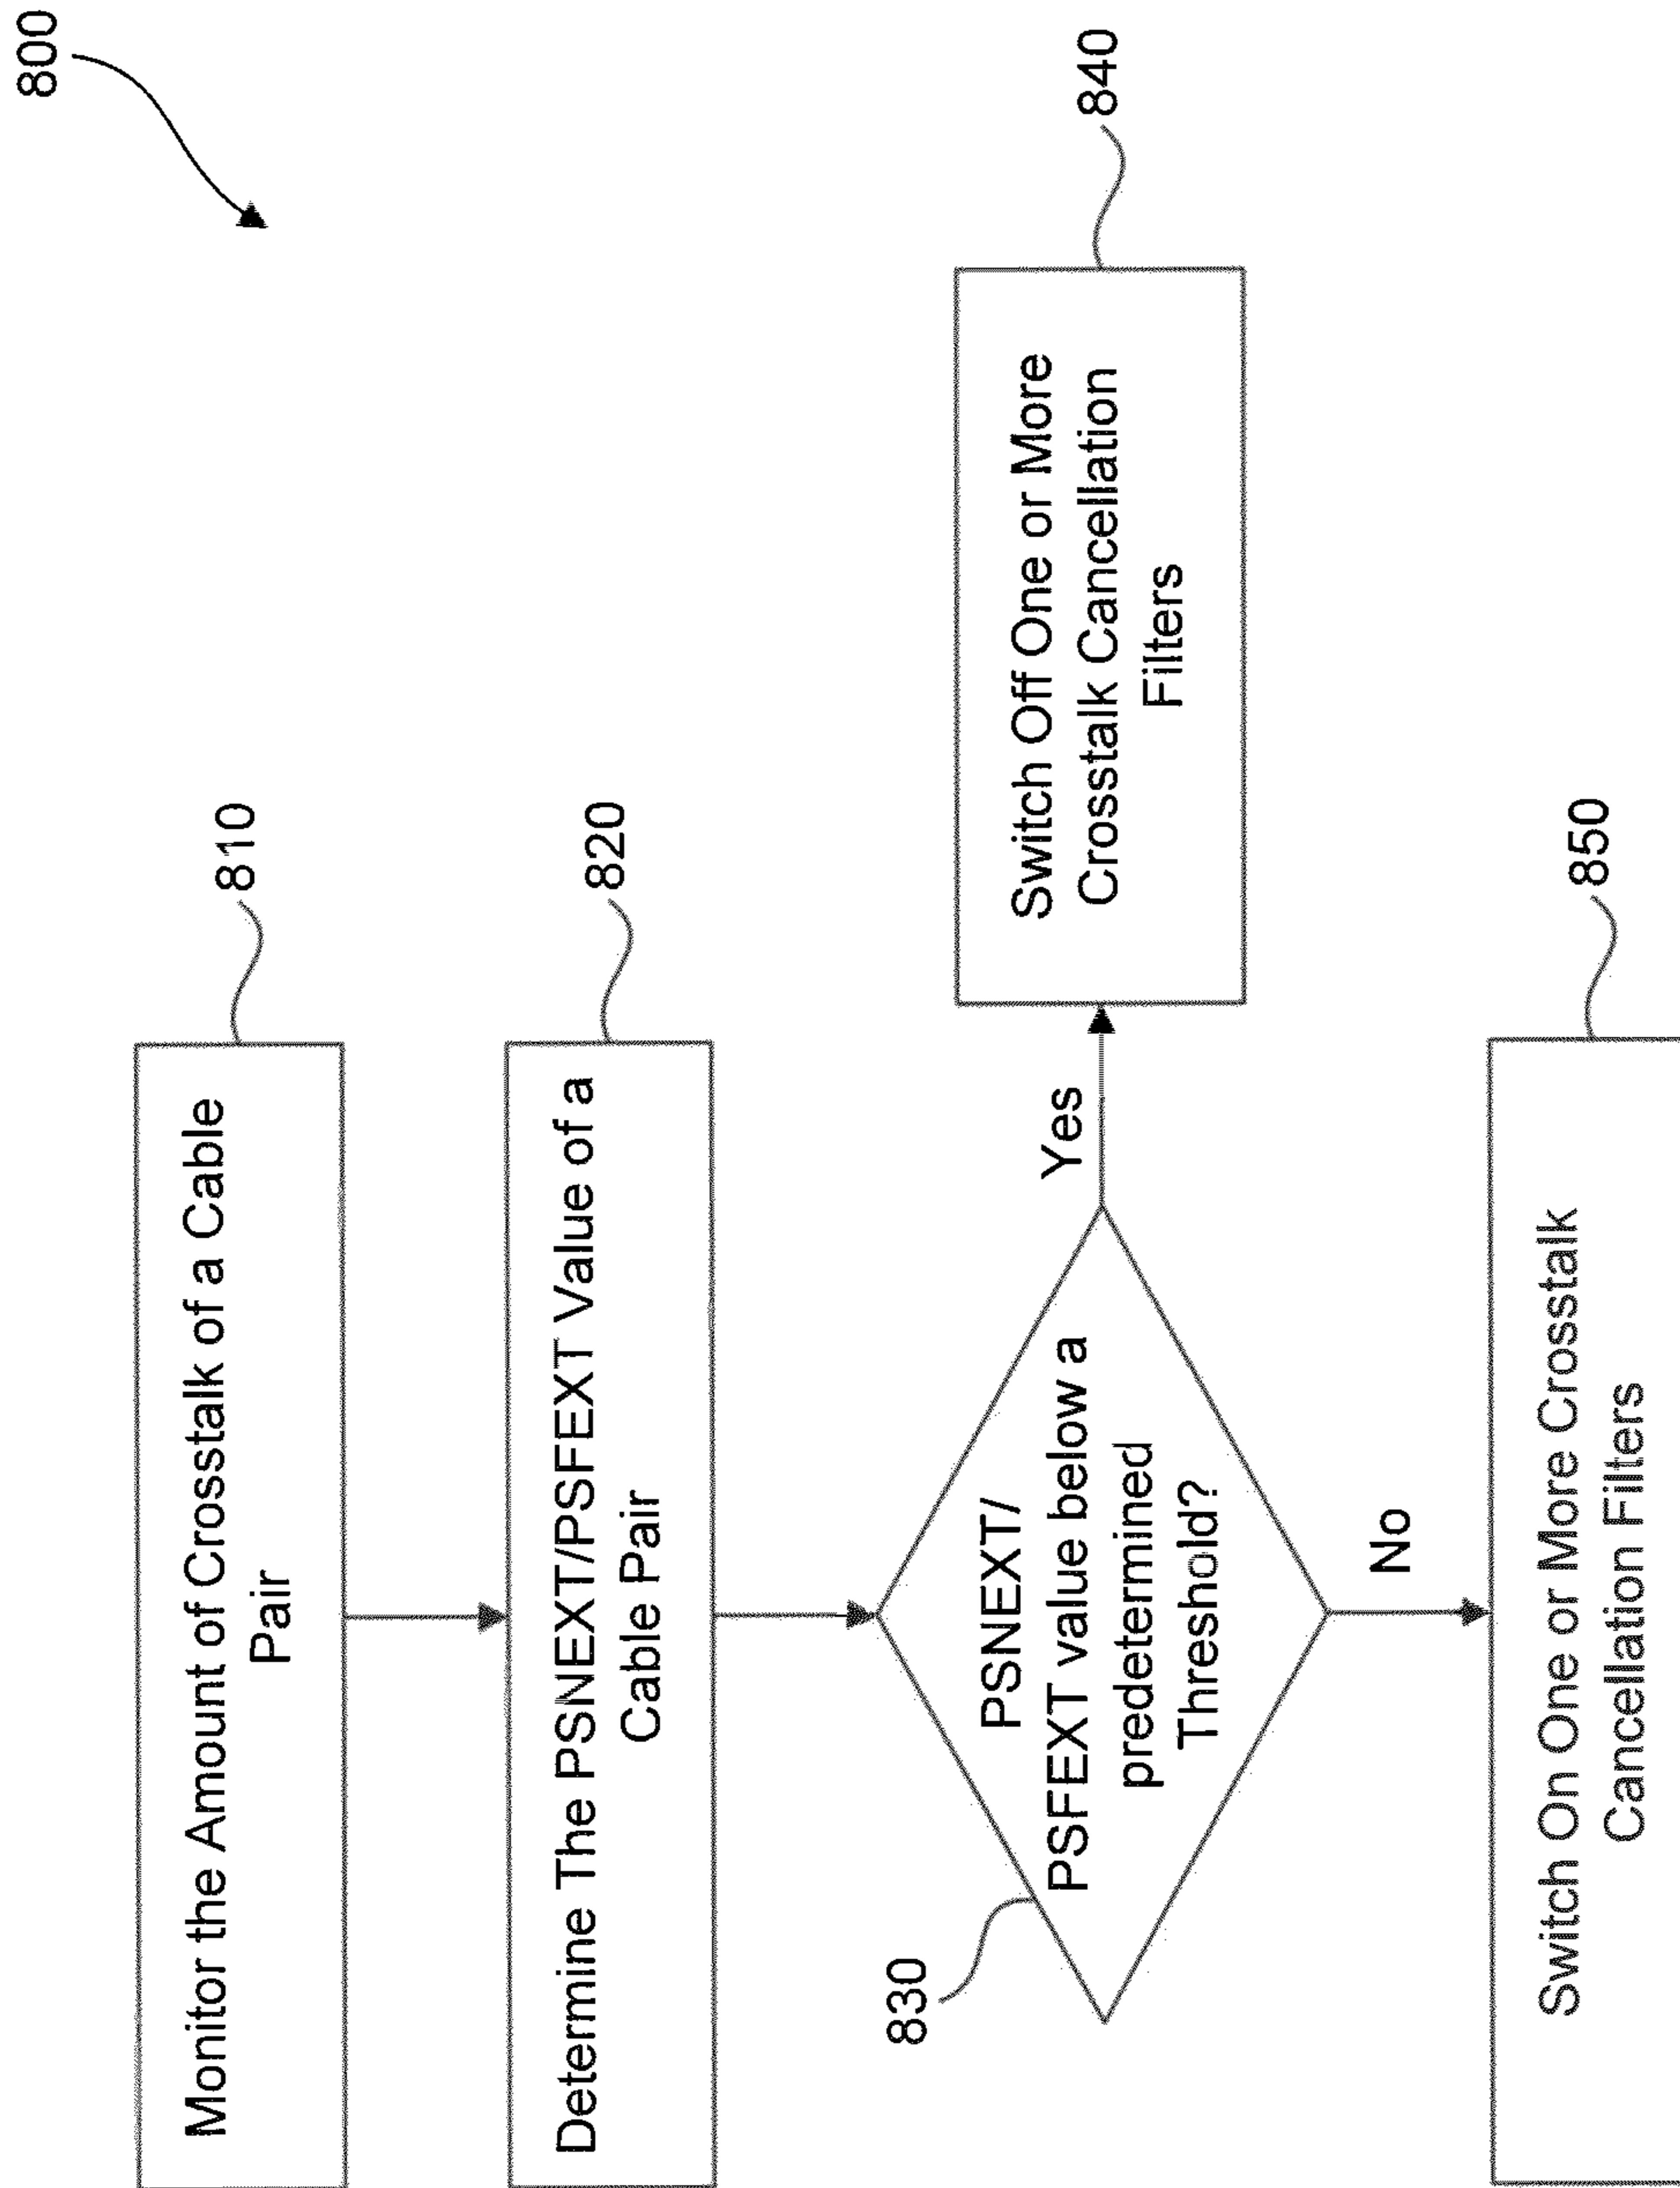 800
Monitor the Amount of Crosstalk of a Cable
Pair
810
Determine The PSNEXT/PSFEXT Value of a
Cable Pair
820
830
PSNEXT/
PSFEXT value below a
predetermined
Threshold?
Yes
Switch Off One or More
Crosstalk Cancellation
Filters
840
No
Switch On One or More Crosstalk
Cancellation Filters
850